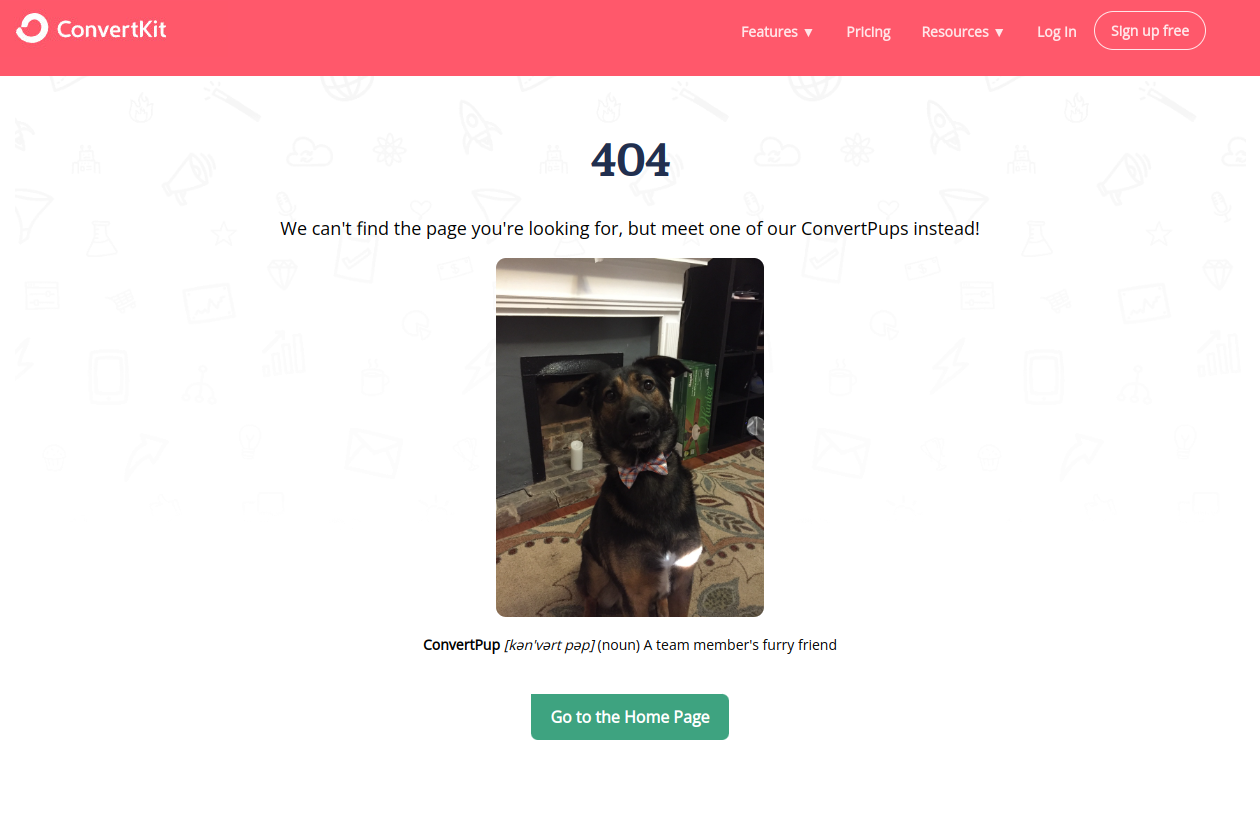 ConvertKit
Features ▼
Pricing
Resources ▼
Log In
Sign up free
404
We can't find the page you're looking for, but meet one of our ConvertPups instead!
ConvertPup [kən'vərt pəp] (noun) A team member's furry friend
Go to the Home Page